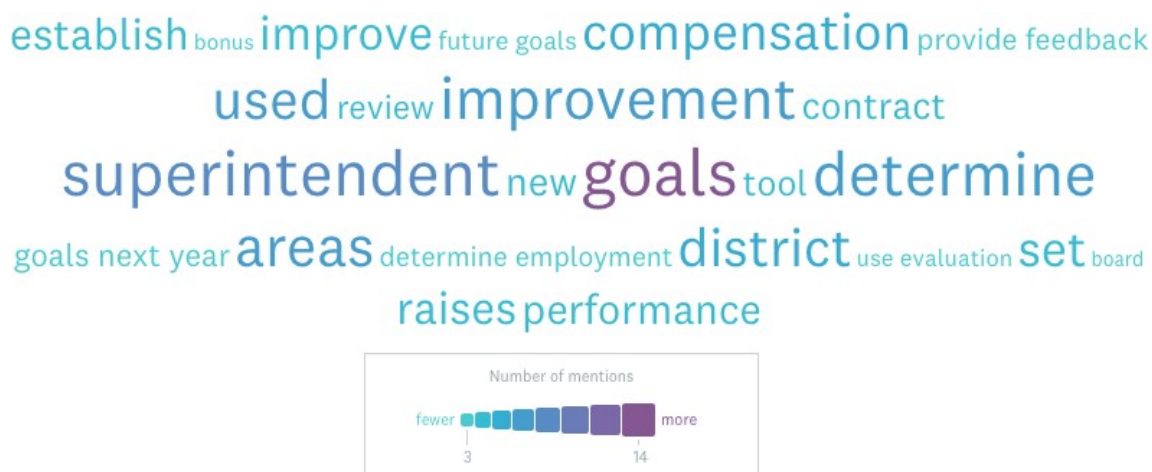 establish bonus improve future goals compensation provide feedback
used review improvement contract
superintendent new goals tool determine
goals next year areas determine employment district use evaluation set board
raises performance
Number of mentions
fewer more
3 14